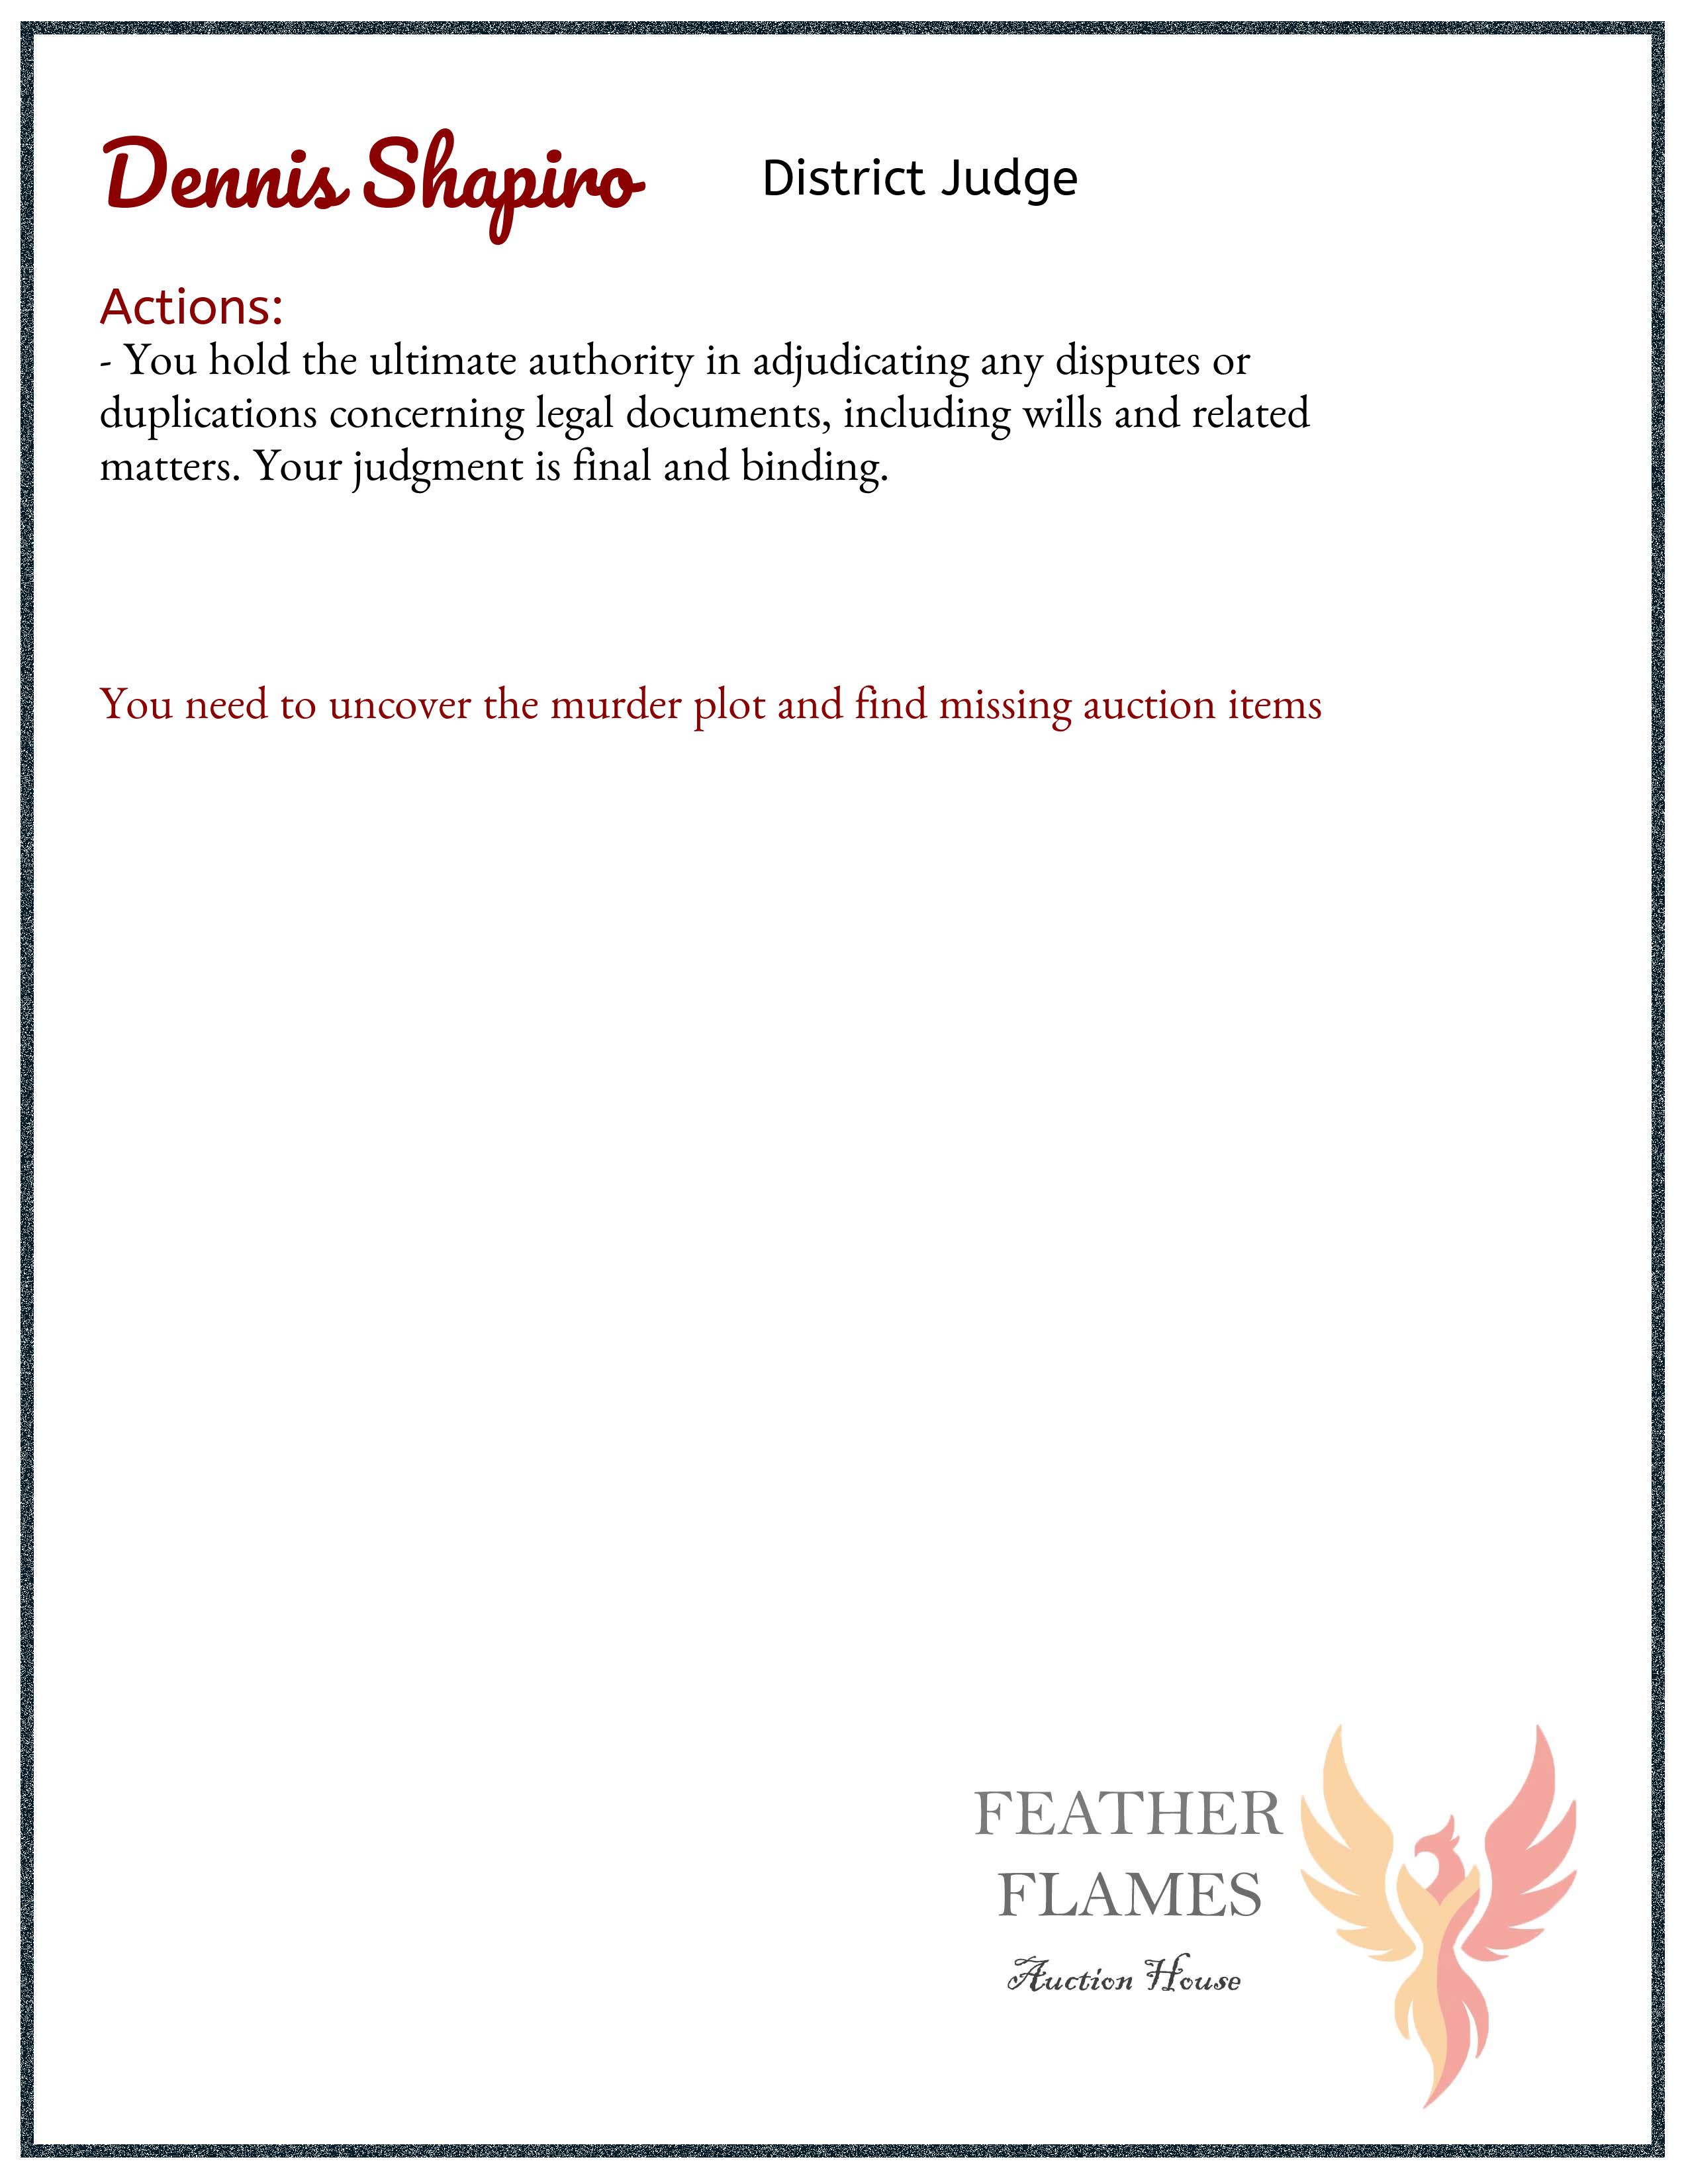 Dennis Shapiro District Judge
Actions:
- You hold the ultimate authority in adjudicating any disputes or
duplications concerning legal documents, including wills and related
matters. Your judgment is final and binding.
You need to uncover the murder plot and find missing auction items
FEATHER
FLAMES
Auction House